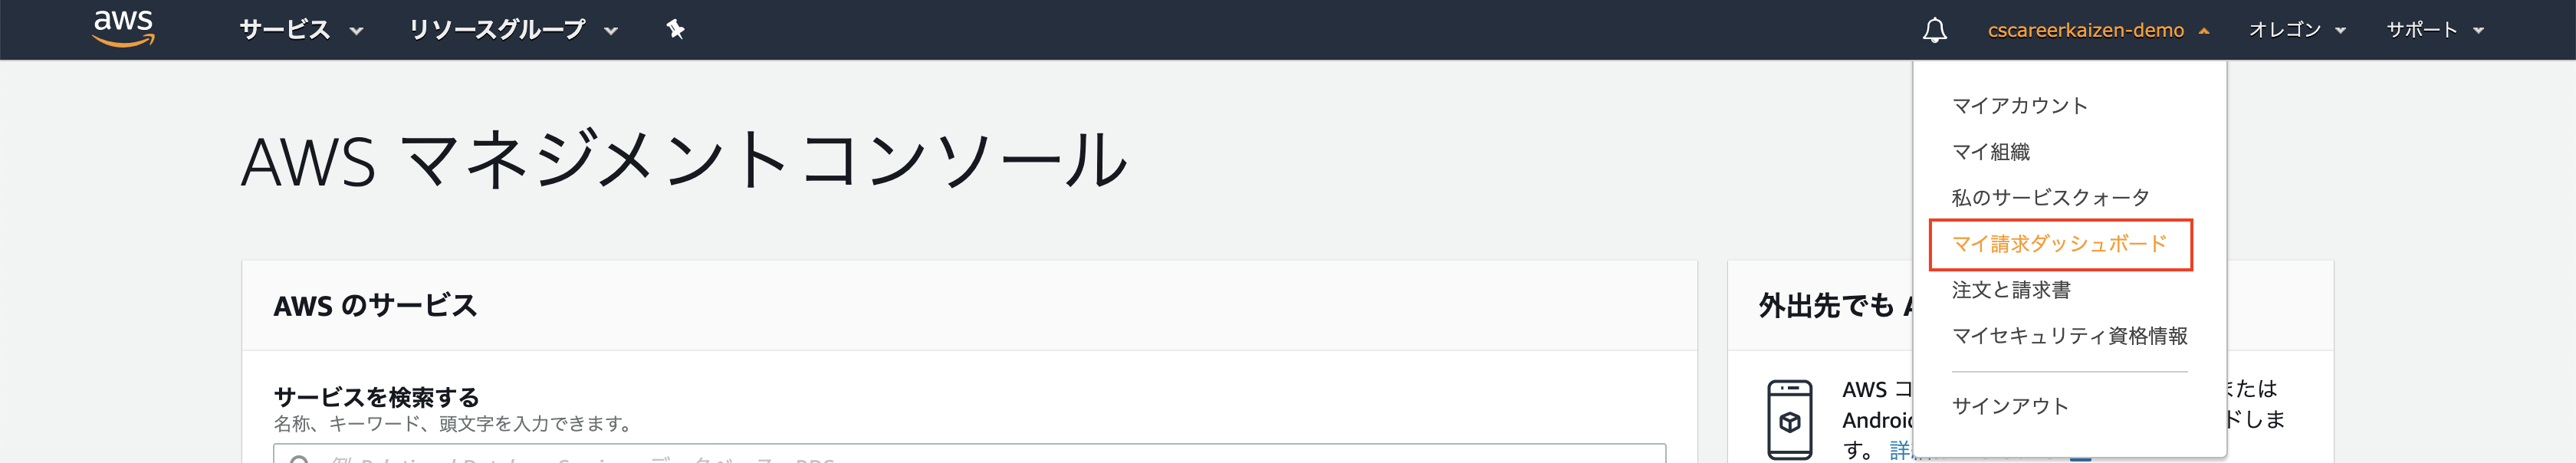 aws サービス リソースグループ cscareerkaizen-demo オレゴン サポート
マイアカウント
マイ組織
私のサービスクォータ
マイ請求ダッシュボード
注文と請求書
マイセキュリティ資格情報
サインアウト
AWS マネジメントコンソール
AWS のサービス
サービスを検索する
名称、キーワード、頭文字を入力できます。
外出先でも
AWS コ または
Android ドしま
す。 詳